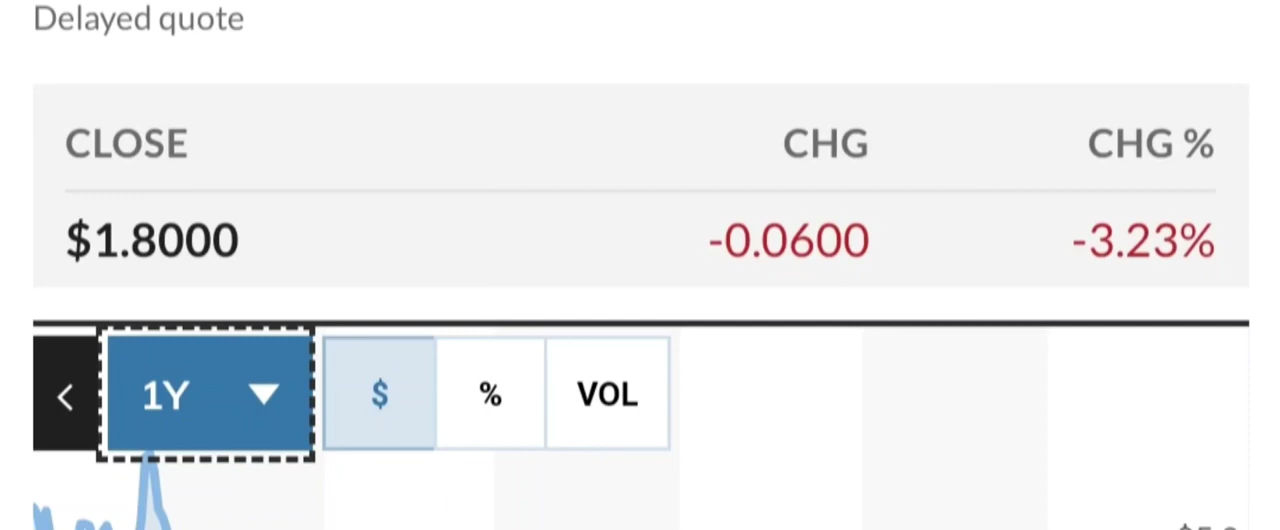 Delayed quote
CLOSE CHG CHG %
$1.8000 -0.0600 -3.23%
1Y $ % VOL